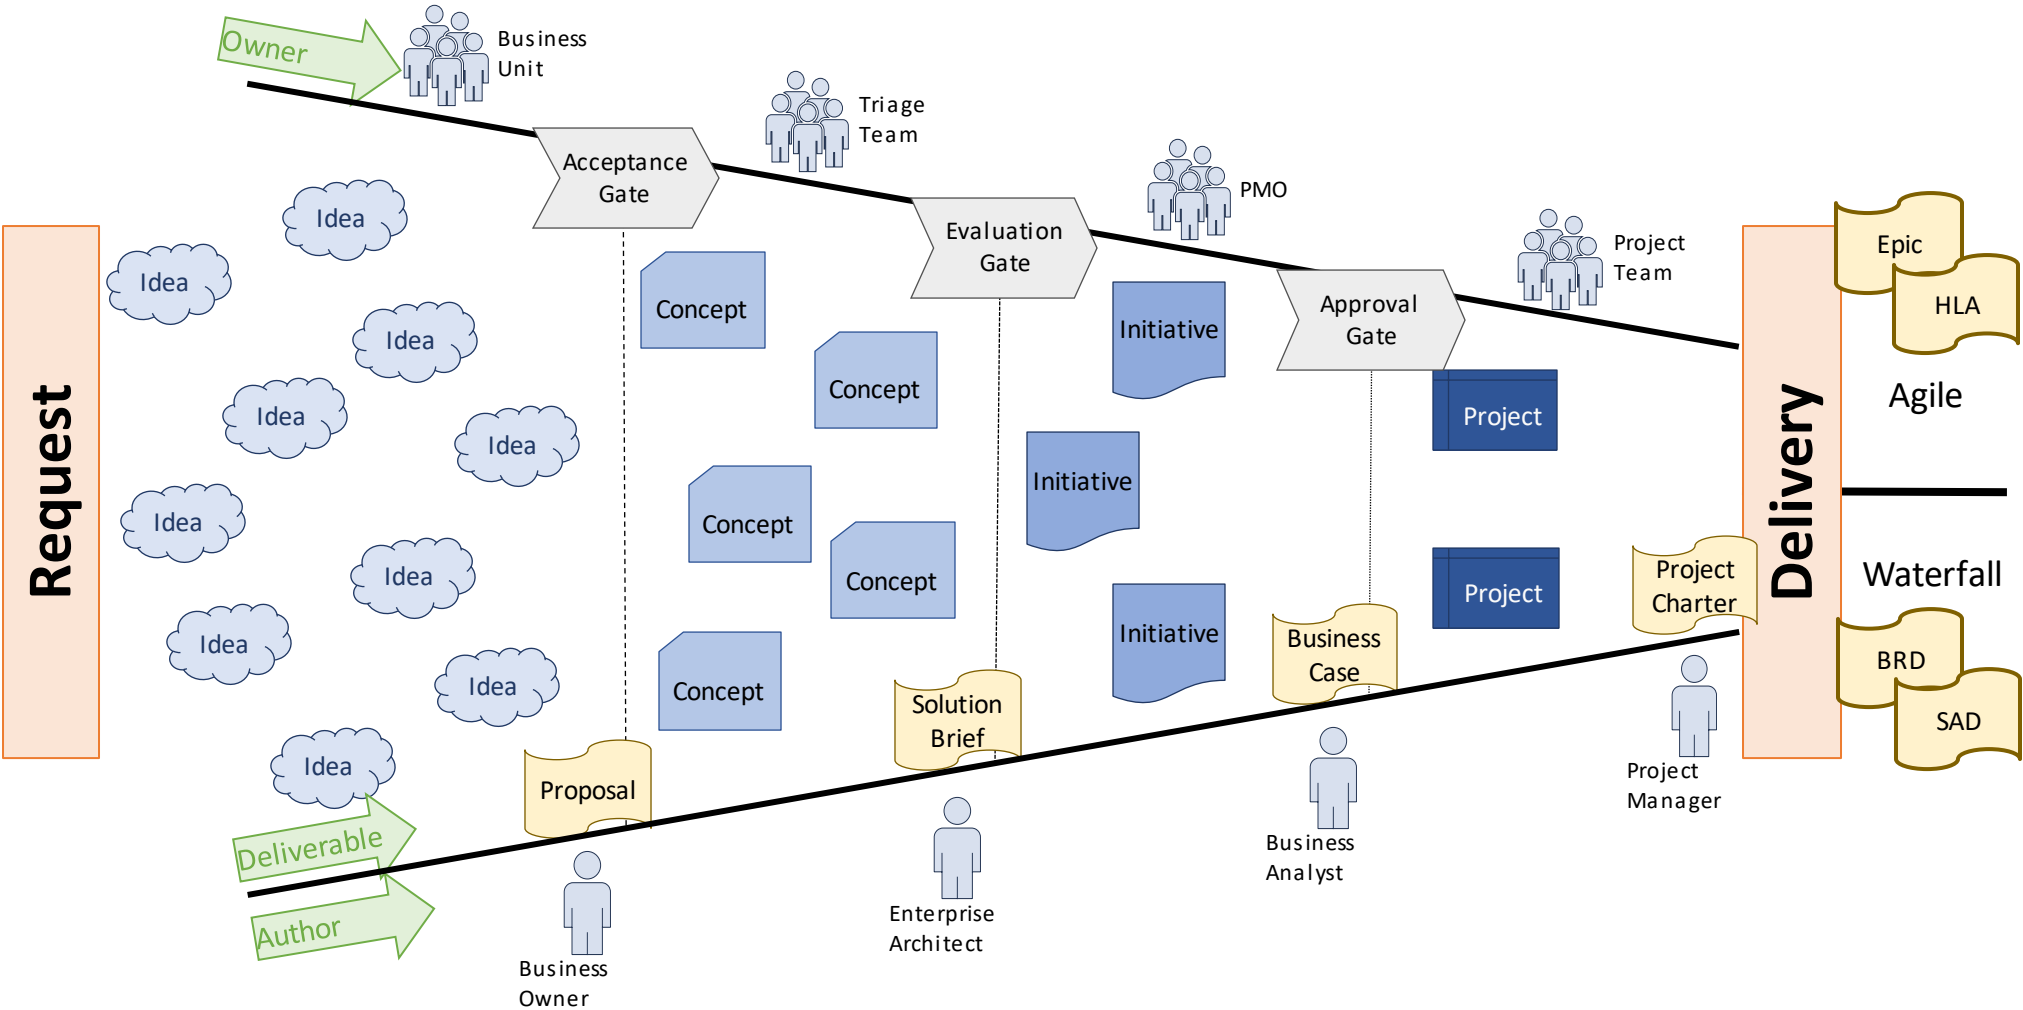 Owner
Business
Unit
Triage
Team
PMO
Project
Team
Acceptance
Gate
Evaluation
Gate
Approval
Gate
Request
Idea
Idea
Idea
Idea
Idea
Idea
Idea
Idea
Idea
Idea
Concept
Concept
Concept
Concept
Concept
Initiative
Initiative
Initiative
Project
Project
Proposal
Solution
Brief
Business
Case
Project
Charter
Delivery
Epic
HLA
Agile
Waterfall
BRD
SAD
Deliverable
Author
Business
Owner
Enterprise
Architect
Business
Analyst
Project
Manager